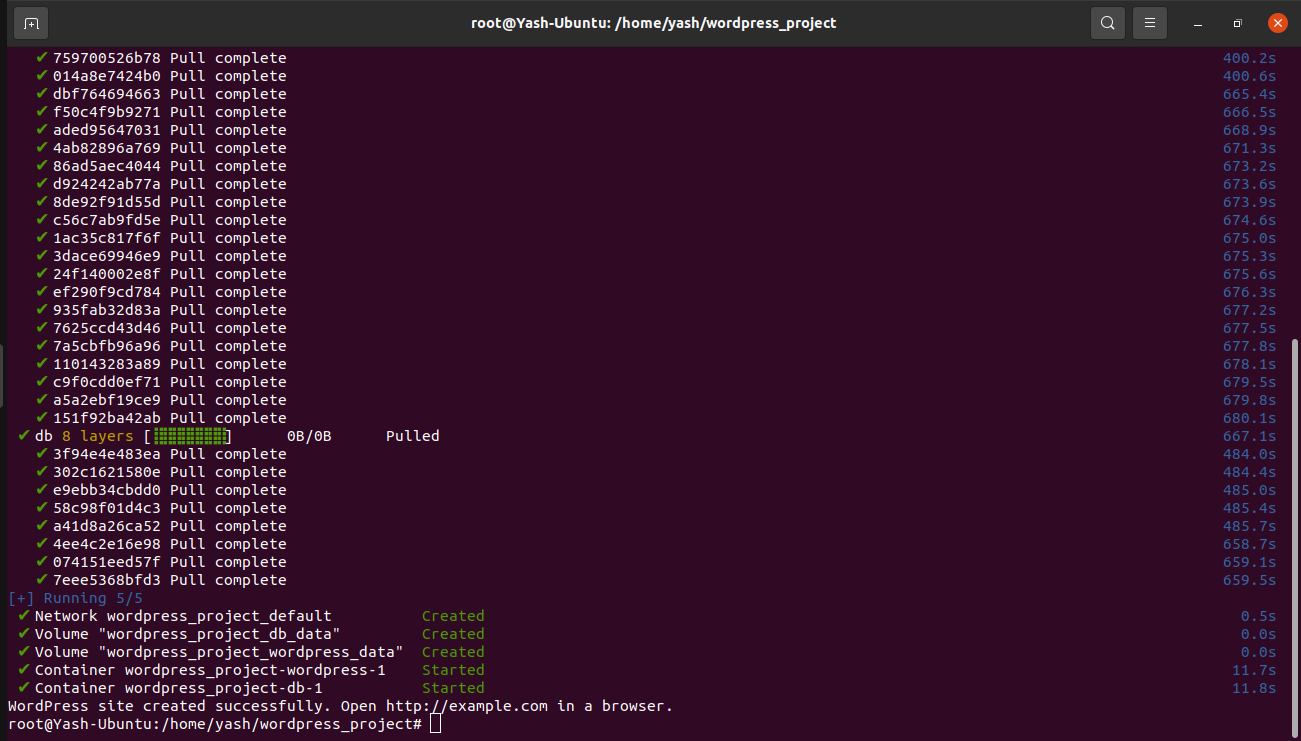 root@Yash-Ubuntu: /home/yash/wordpress_project
✔ 759700526b78 Pull complete 400.2s
✔ 014a8e7424b0 Pull complete 400.6s
✔ dbf764694663 Pull complete 665.4s
✔ f50c4f9b9271 Pull complete 666.5s
✔ aded95647031 Pull complete 668.9s
✔ 4ab82896a769 Pull complete 671.3s
✔ 86ad5aec4044 Pull complete 673.2s
✔ d924242ab77a Pull complete 673.6s
✔ 8de92f91d55d Pull complete 673.9s
✔ c56c7ab9fd5e Pull complete 674.6s
✔ 1ac35c817f6f Pull complete 675.0s
✔ 3dace69946e9 Pull complete 675.3s
✔ 24f140002e8f Pull complete 675.6s
✔ ef290f9cd784 Pull complete 676.3s
✔ 935fab32d83a Pull complete 677.2s
✔ 7625ccd43d46 Pull complete 677.5s
✔ 7a5cbfb96a96 Pull complete 677.8s
✔ 110143283a89 Pull complete 678.1s
✔ c9f0cdd0ef71 Pull complete 679.5s
✔ a5a2ebf19ce9 Pull complete 679.8s
✔ 151f92ba42ab Pull complete 680.1s
✔ db 8 layers [⣿⣿⣿⣿⣿⣿⣿⣿] 0B/0B Pulled 667.1s
✔ 3f94e4e483ea Pull complete 484.0s
✔ 302c1621580e Pull complete 484.4s
✔ e9ebb34cbdd0 Pull complete 485.0s
✔ 58c98f01d4c3 Pull complete 485.4s
✔ a41d8a26ca52 Pull complete 485.7s
✔ 4ee4c2e16e98 Pull complete 658.7s
✔ 074151eed57f Pull complete 659.1s
✔ 7eee5368bfd3 Pull complete 659.5s
[+] Running 5/5
✔ Network wordpress_project_default Created 0.5s
✔ Volume "wordpress_project_db_data" Created 0.0s
✔ Volume "wordpress_project_wordpress_data" Created 0.0s
✔ Container wordpress_project-wordpress-1 Started 11.7s
✔ Container wordpress_project-db-1 Started 11.8s
WordPress site created successfully. Open http://example.com in a browser.
root@Yash-Ubuntu:/home/yash/wordpress_project#